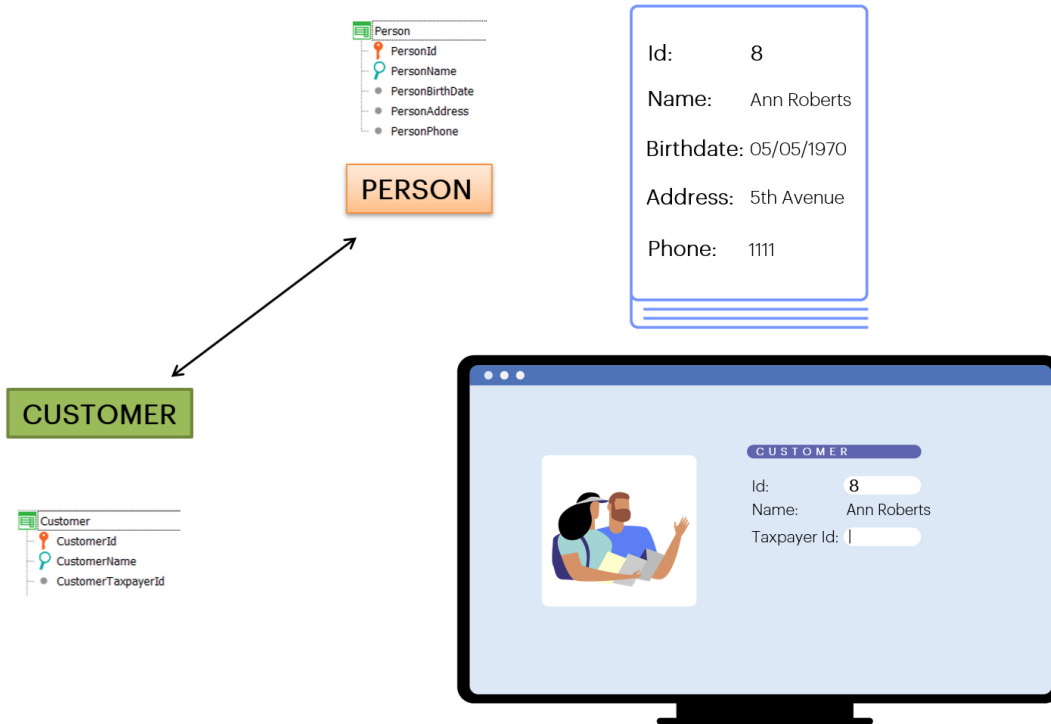 Person
PersonId
PersonName
PersonBirthDate
PersonAddress
PersonPhone
PERSON
Id: 8
Name: Ann Roberts
Birthdate: 05/05/1970
Address: 5th Avenue
Phone: 1111
CUSTOMER
Customer
CustomerId
CustomerName
CustomerTaxpayerId
CUSTOMER
Id: 8
Name: Ann Roberts
Taxpayer Id: